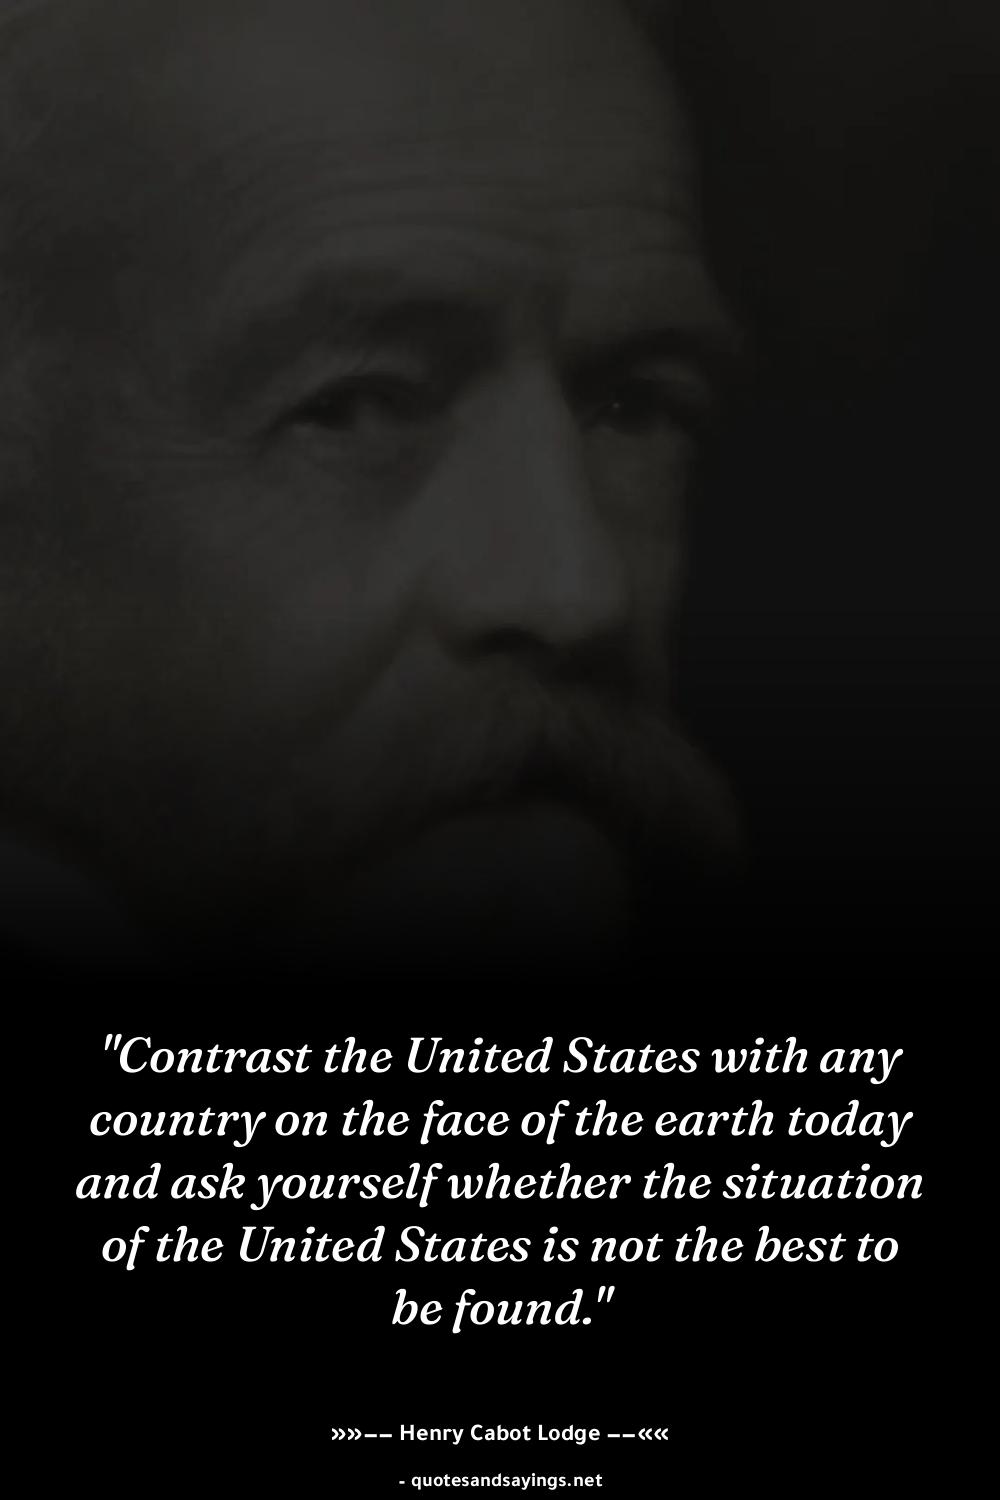 "Contrast the United States with any
country on the face of the earth today
and ask yourself whether the situation
of the United States is not the best to
be found."
»»−− Henry Cabot Lodge −−««
- quotesandsayings.net